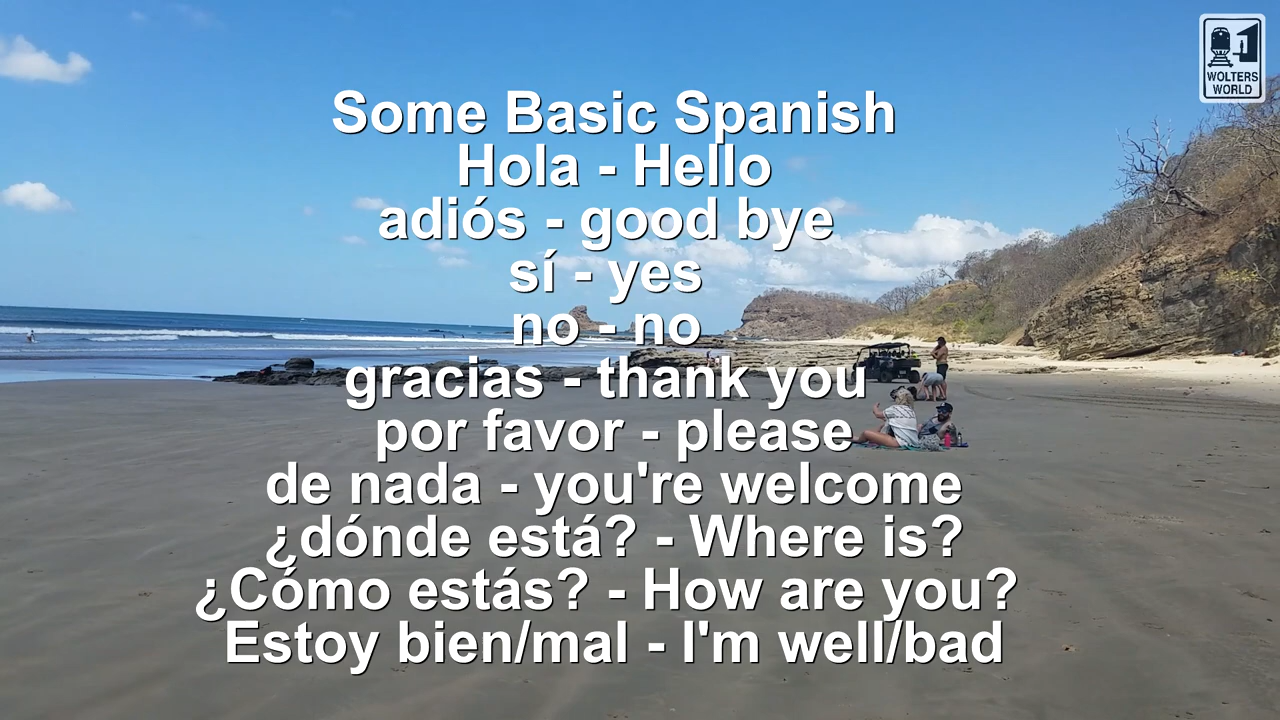 WOLTERS
WORLD
Some Basic Spanish
Hola - Hello
adiós - good bye
sí - yes
no - no
gracias - thank you
por favor - please
de nada - you're welcome
¿dónde está? - Where is?
¿Cómo estás? - How are you?
Estoy bien/mal - I'm well/bad